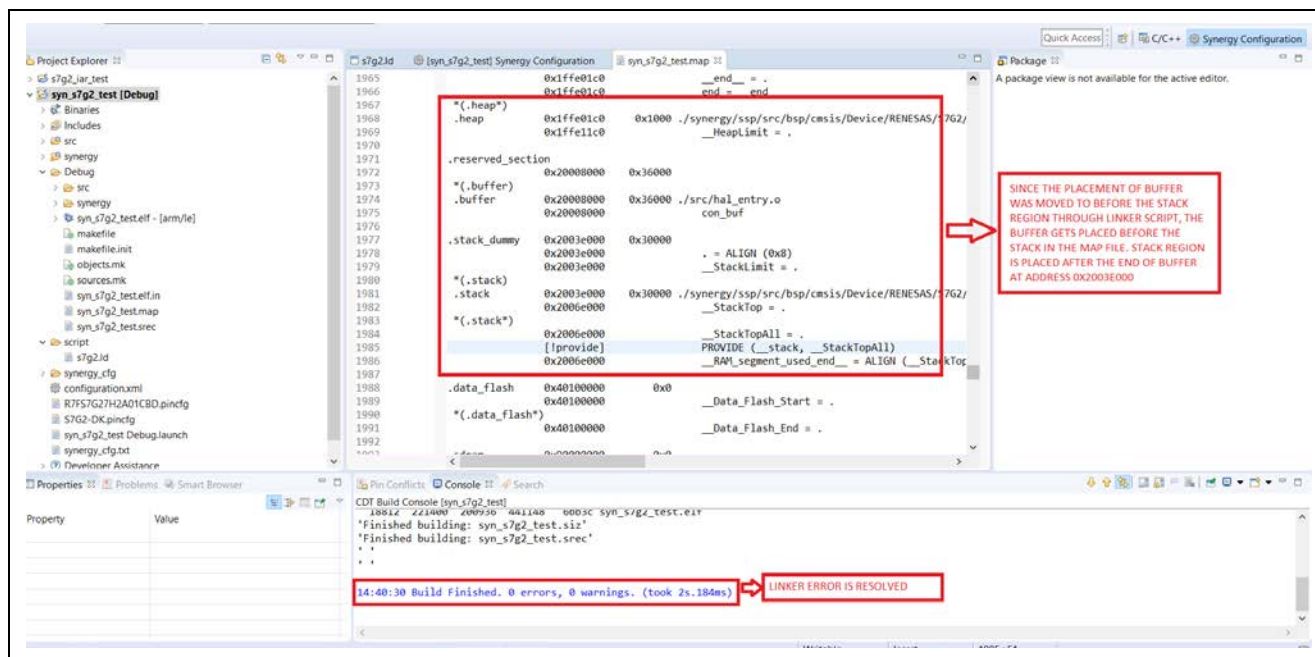 Quick Access
C/C++
Synergy Configuration
Project Explorer
s7g2_iar_test
syn_s7g2_test [Debug]
Binaries
Includes
src
synergy
Debug
src
synergy
syn_s7g2_test.elf - [arm/le]
makefile
makefile.init
objects.mk
sources.mk
syn_s7g2_test.elf.in
syn_s7g2_test.map
syn_s7g2_test.srec
script
s7g2.ld
synergy_cfg
configuration.xml
R7FS7G27H2A01CBD.pincfg
S7G2-DK.pincfg
syn_s7g2_test Debug.launch
synergy_cfg.txt
Developer Assistance
s7g2.ld
[syn_s7g2_test] Synergy Configuration
syn_s7g2_test.map
1965 0x1ffe01c0 __end__ = .
1966 0x1ffe01c0 end = __end__
1967 *(.heap*)
1968 .heap 0x1ffe01c0 0x1000 ./synergy/ssp/src/bsp/cmsis/Device/RENESAS/S7G2/
1969 0x1ffe11c0 __HeapLimit = .
1970
1971 .reserved_section
1972 0x20008000 0x36000
1973 *(.buffer)
1974 .buffer 0x20008000 0x36000 ./src/hal_entry.o
1975 0x20008000 con_buf
1976
1977 .stack_dummy 0x2003e000 0x30000
1978 0x2003e000 . = ALIGN (0x8)
1979 0x2003e000 __StackLimit = .
1980 *(.stack)
1981 .stack 0x2003e000 0x30000 ./synergy/ssp/src/bsp/cmsis/Device/RENESAS/S7G2/
1982 0x2006e000 __StackTop = .
1983 *(.stack*)
1984 0x2006e000 __StackTopAll = .
1985 [!provide] PROVIDE (__stack, __StackTopAll)
1986 0x2006e000 __RAM_segment_used_end__ = ALIGN (__StackTop
1987
1988 .data_flash 0x40100000 0x0
1989 0x40100000 __Data_Flash_Start = .
1990 *(.data_flash*)
1991 0x40100000 __Data_Flash_End = .
1992
Package
A package view is not available for the active editor.
SINCE THE PLACEMENT OF BUFFER
WAS MOVED TO BEFORE THE STACK
REGION THROUGH LINKER SCRIPT, THE
BUFFER GETS PLACED BEFORE THE
STACK IN THE MAP FILE. STACK REGION
IS PLACED AFTER THE END OF BUFFER
AT ADDRESS 0X2003E000
Properties
Problems
Smart Browser
Property Value
Pin Conflicts
Console
Search
CDT Build Console [syn_s7g2_test]
18812 221400 200936 441148 6bb3c syn_s7g2_test.elf
'Finished building: syn_s7g2_test.siz'
'Finished building: syn_s7g2_test.srec'
' '
' '
14:40:30 Build Finished. 0 errors, 0 warnings. (took 2s.184ms)
LINKER ERROR IS RESOLVED